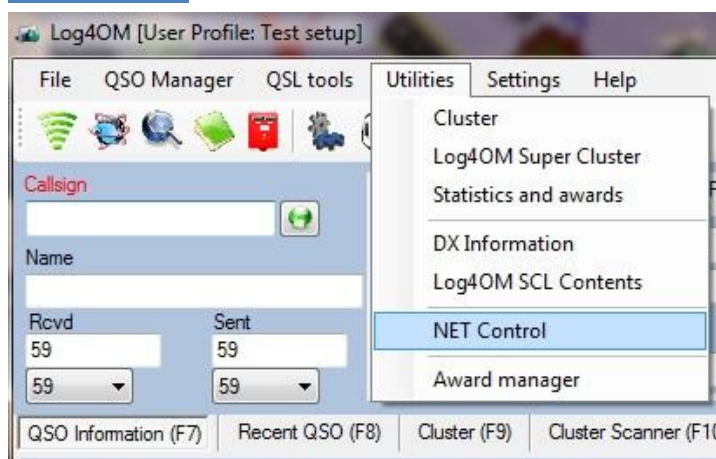 Log4OM [User Profile: Test setup]
File QSO Manager QSL tools Utilities Settings Help
Cluster
Log4OM Super Cluster
Statistics and awards
DX Information
Log4OM SCL Contents
NET Control
Award manager
Callsign
Name
Rcvd Sent
59 59
59 59
QSO Information (F7) Recent QSO (F8) Cluster (F9) Cluster Scanner (F10